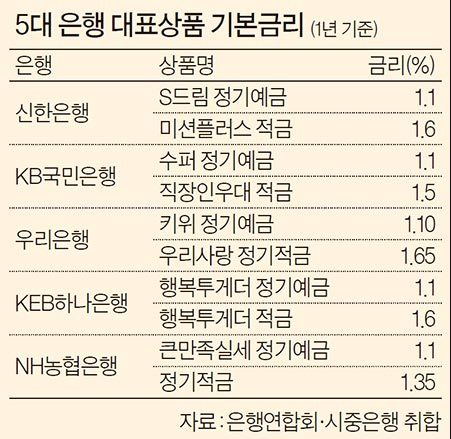 5대 은행 대표상품 기본금리 (1년 기준)
은행 상품명 금리(%)
신한은행 S드림 정기예금 1.1
미션플러스 적금 1.6
KB국민은행 수퍼 정기예금 1.1
직장인우대 적금 1.5
우리은행 키위 정기예금 1.10
우리사랑 정기적금 1.65
KEB하나은행 행복투게더 정기예금 1.1
행복투게더 적금 1.6
NH농협은행 큰만족실세 정기예금 1.1
정기적금 1.35
자료 : 은행연합회·시중은행 취합